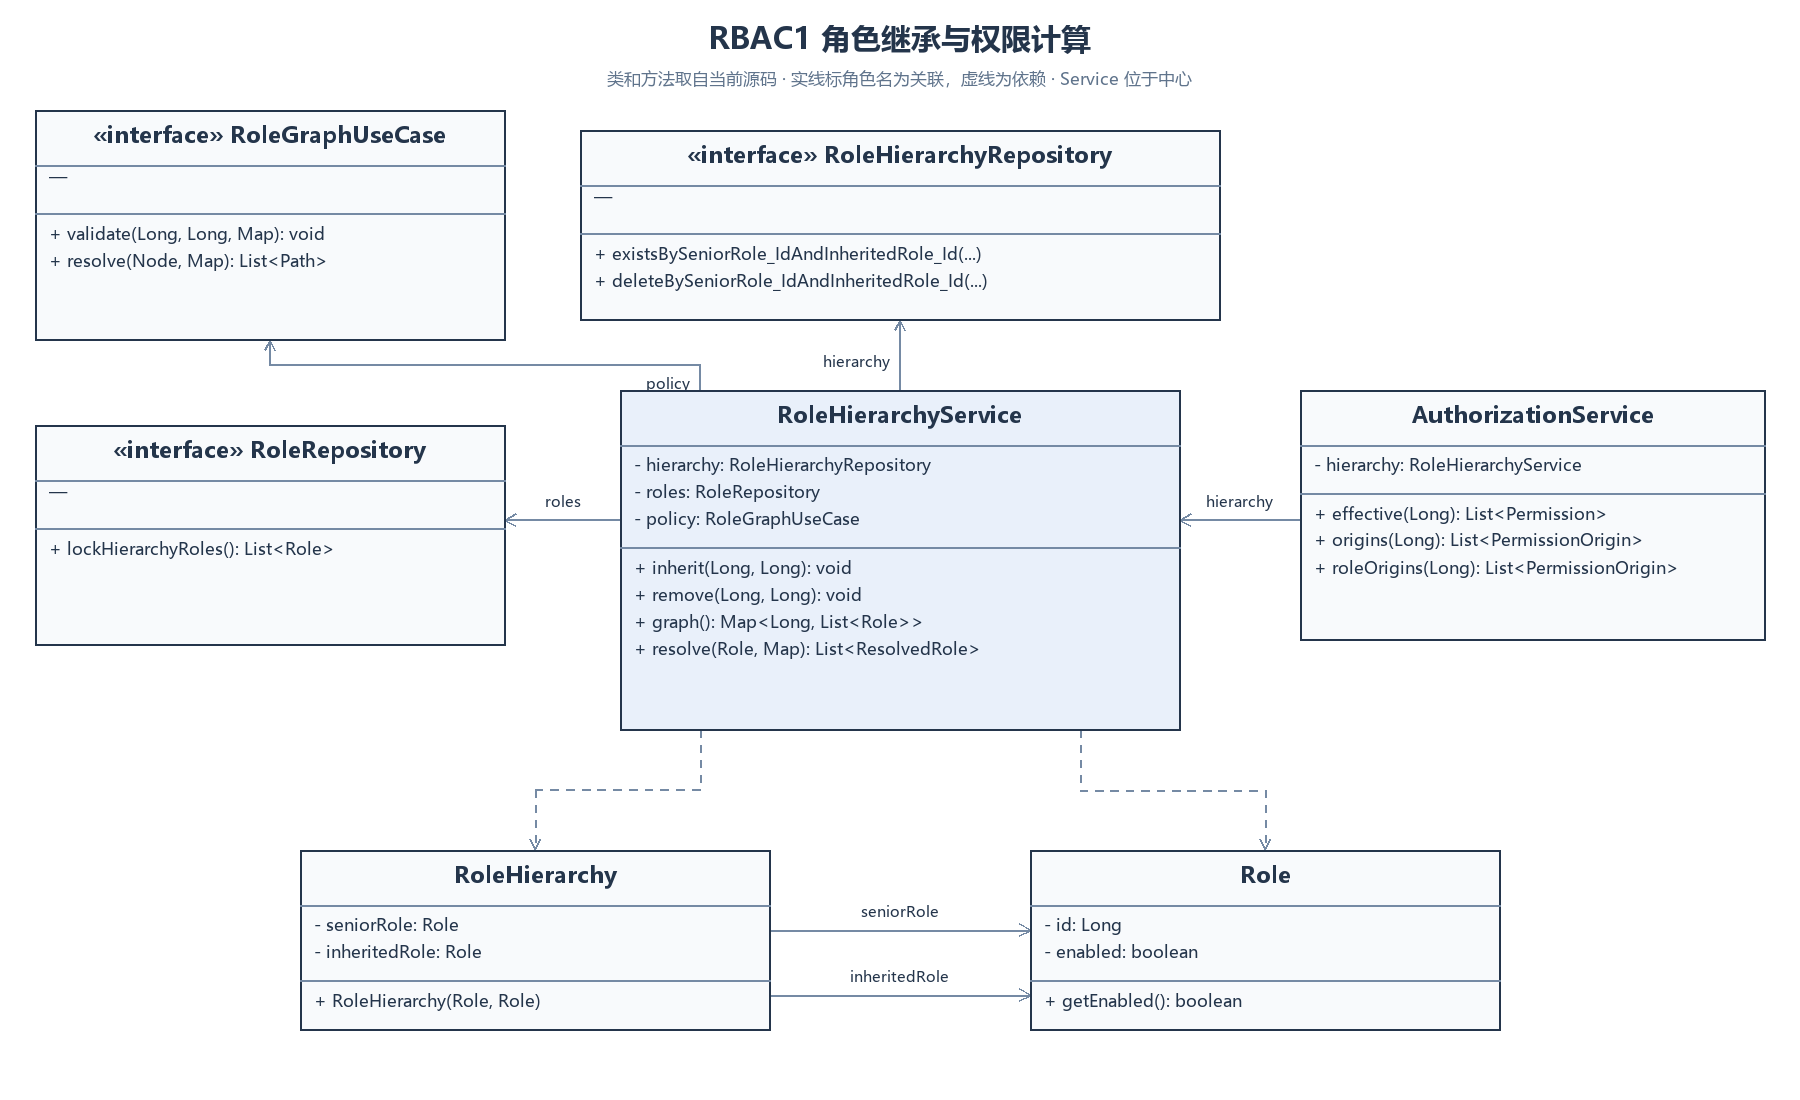 RBAC1 角色继承与权限计算
类和方法取自当前源码 · 实线标角色名为关联，虚线为依赖 · Service 位于中心
«interface» RoleGraphUseCase
—
+ validate(Long, Long, Map): void
+ resolve(Node, Map): List<Path>
«interface» RoleHierarchyRepository
—
+ existsBySeniorRole_IdAndInheritedRole_Id(...)
+ deleteBySeniorRole_IdAndInheritedRole_Id(...)
hierarchy
policy
«interface» RoleRepository
—
+ lockHierarchyRoles(): List<Role>
roles
RoleHierarchyService
- hierarchy: RoleHierarchyRepository
- roles: RoleRepository
- policy: RoleGraphUseCase
+ inherit(Long, Long): void
+ remove(Long, Long): void
+ graph(): Map<Long, List<Role>>
+ resolve(Role, Map): List<ResolvedRole>
hierarchy
AuthorizationService
- hierarchy: RoleHierarchyService
+ effective(Long): List<Permission>
+ origins(Long): List<PermissionOrigin>
+ roleOrigins(Long): List<PermissionOrigin>
RoleHierarchy
- seniorRole: Role
- inheritedRole: Role
+ RoleHierarchy(Role, Role)
seniorRole
inheritedRole
Role
- id: Long
- enabled: boolean
+ getEnabled(): boolean